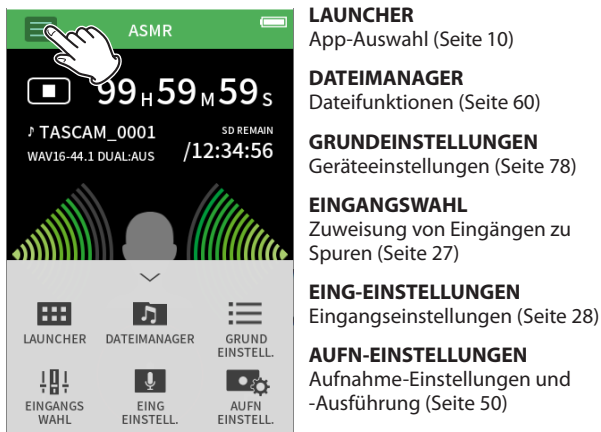 ASMR
99H59M59S
♪ TASCAM_0001
SD REMAIN
WAV16-44.1 DUAL:AUS
/12:34:56
LAUNCHER
DATEIMANAGER
GRUND
EINSTELL.
EINGANGS
WAHL
EING
EINSTELL.
AUFN
EINSTELL.
LAUNCHER
App-Auswahl (Seite 10)
DATEIMANAGER
Dateifunktionen (Seite 60)
GRUNDEINSTELLUNGEN
Geräteeinstellungen (Seite 78)
EINGANGSWAHL
Zuweisung von Eingängen zu
Spuren (Seite 27)
EING-EINSTELLUNGEN
Eingangseinstellungen (Seite 28)
AUFN-EINSTELLUNGEN
Aufnahme-Einstellungen und
-Ausführung (Seite 50)